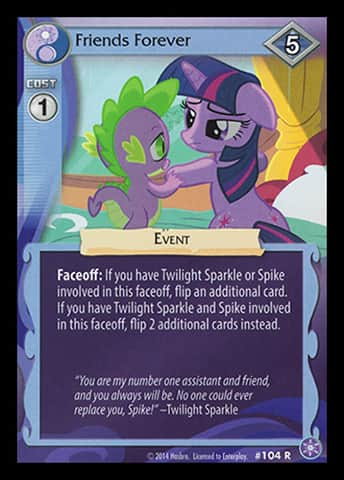 Friends Forever
5
COST
1
EVENT
Faceoff: If you have Twilight Sparkle or Spike
involved in this faceoff, flip an additional card.
If you have Twilight Sparkle and Spike involved
in this faceoff, flip 2 additional cards instead.
"You are my number one assistant and friend,
and you always will be. No one could ever
replace you, Spike!" –Twilight Sparkle
© 2014 Hasbro. Licensed to Enterplay. #104 R